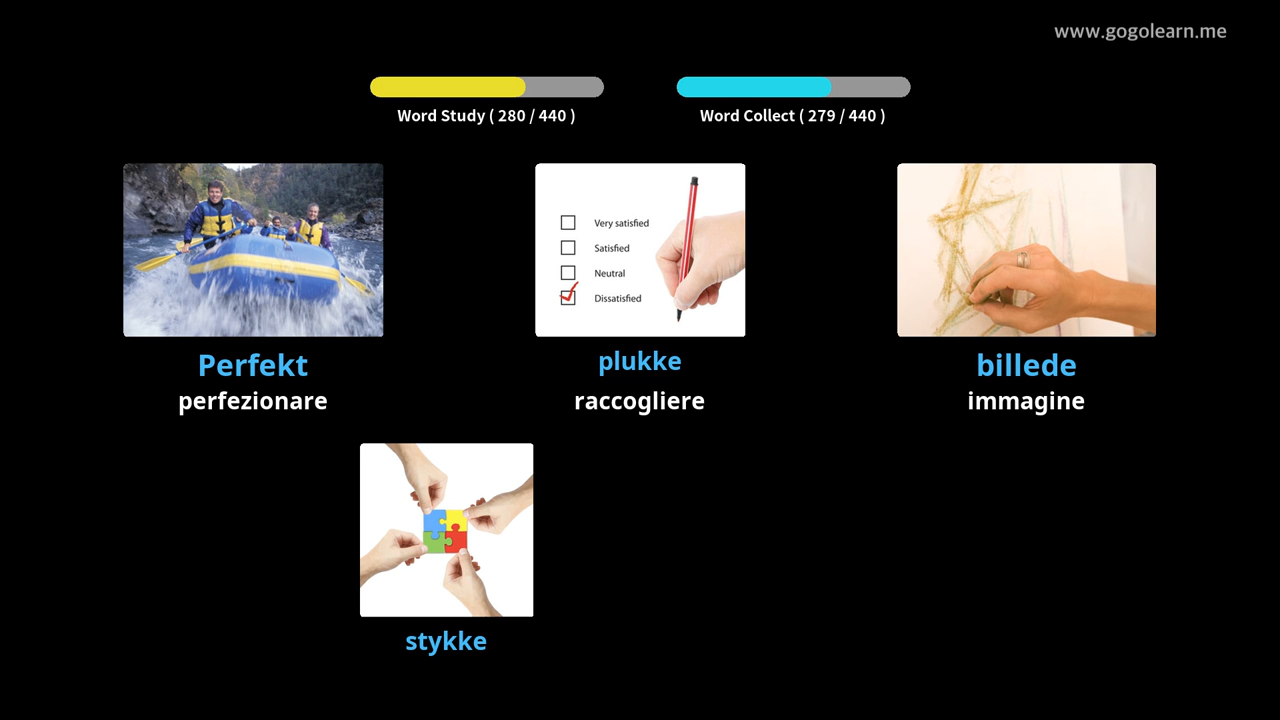 www.gogolearn.me
Word Study ( 280 / 440 )
Word Collect ( 279 / 440 )
Very satisfied
Satisfied
Neutral
Dissatisfied
Perfekt
perfezionare
plukke
raccogliere
billede
immagine
stykke